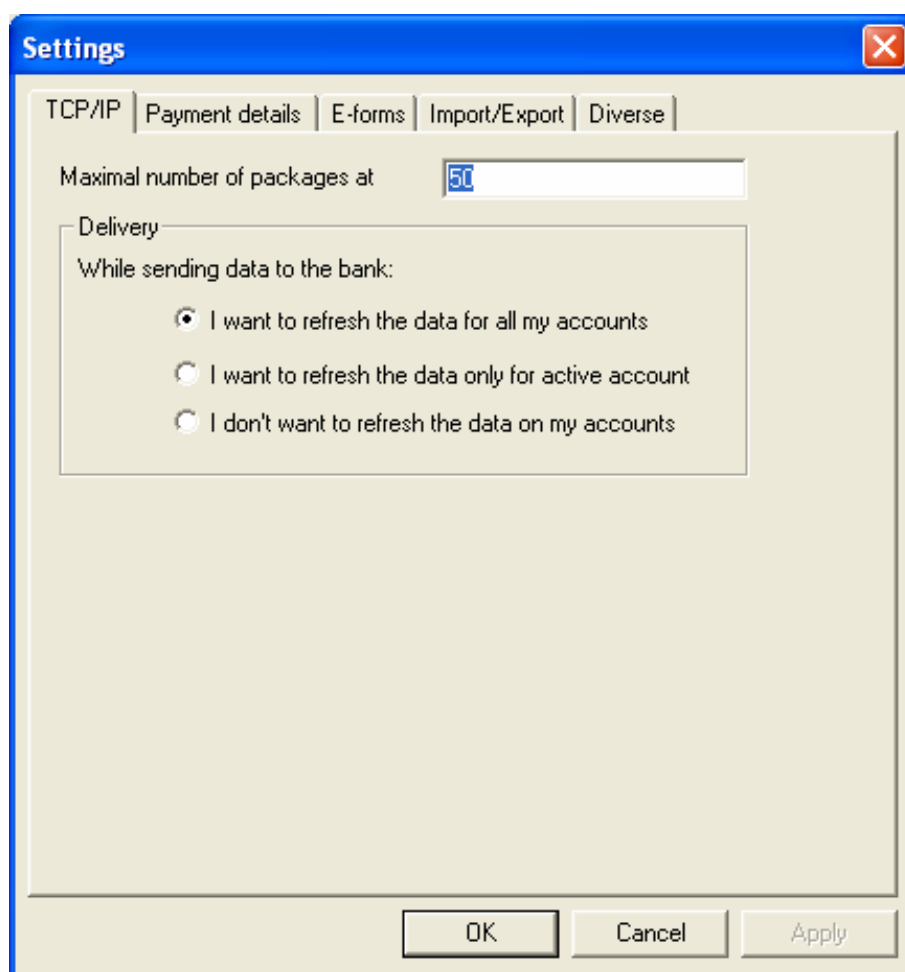 Settings
TCP/IP Payment details E-forms Import/Export Diverse
Maximal number of packages at 50
Delivery
While sending data to the bank:
I want to refresh the data for all my accounts
I want to refresh the data only for active account
I don't want to refresh the data on my accounts
OK Cancel Apply